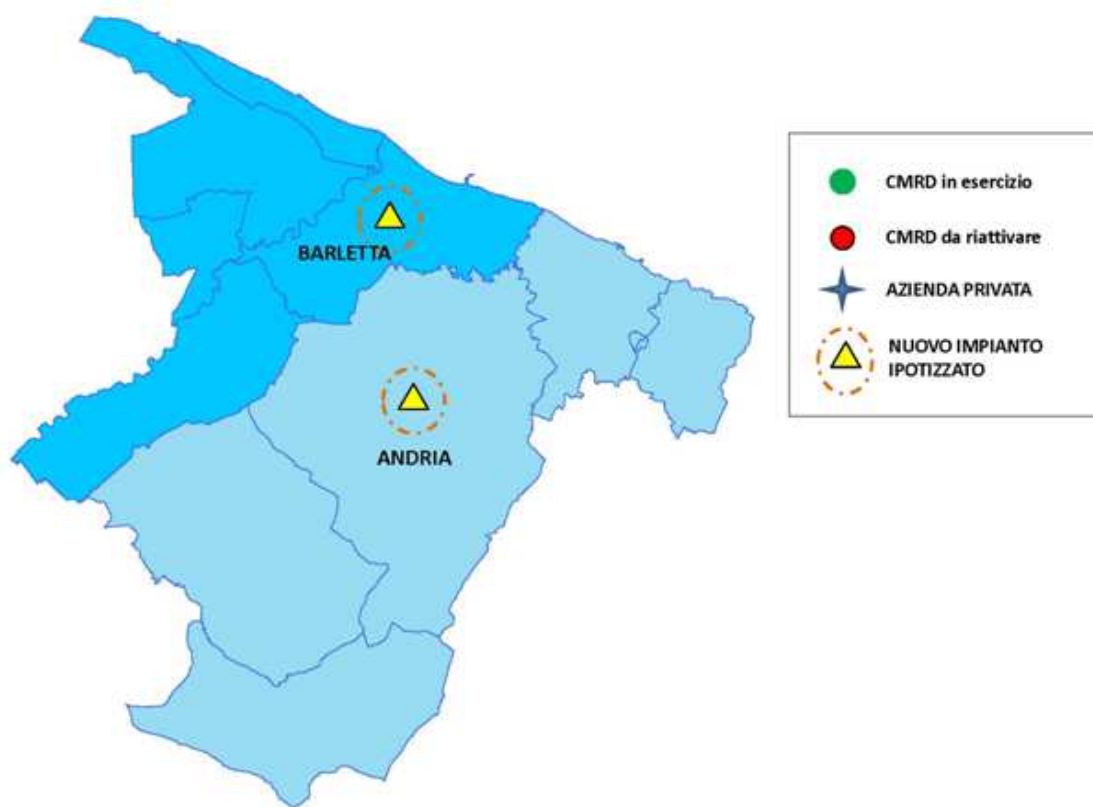 BARLETTA
ANDRIA
CMRD in esercizio
CMRD da riattivare
AZIENDA PRIVATA
NUOVO IMPIANTO
IPOTIZZATO